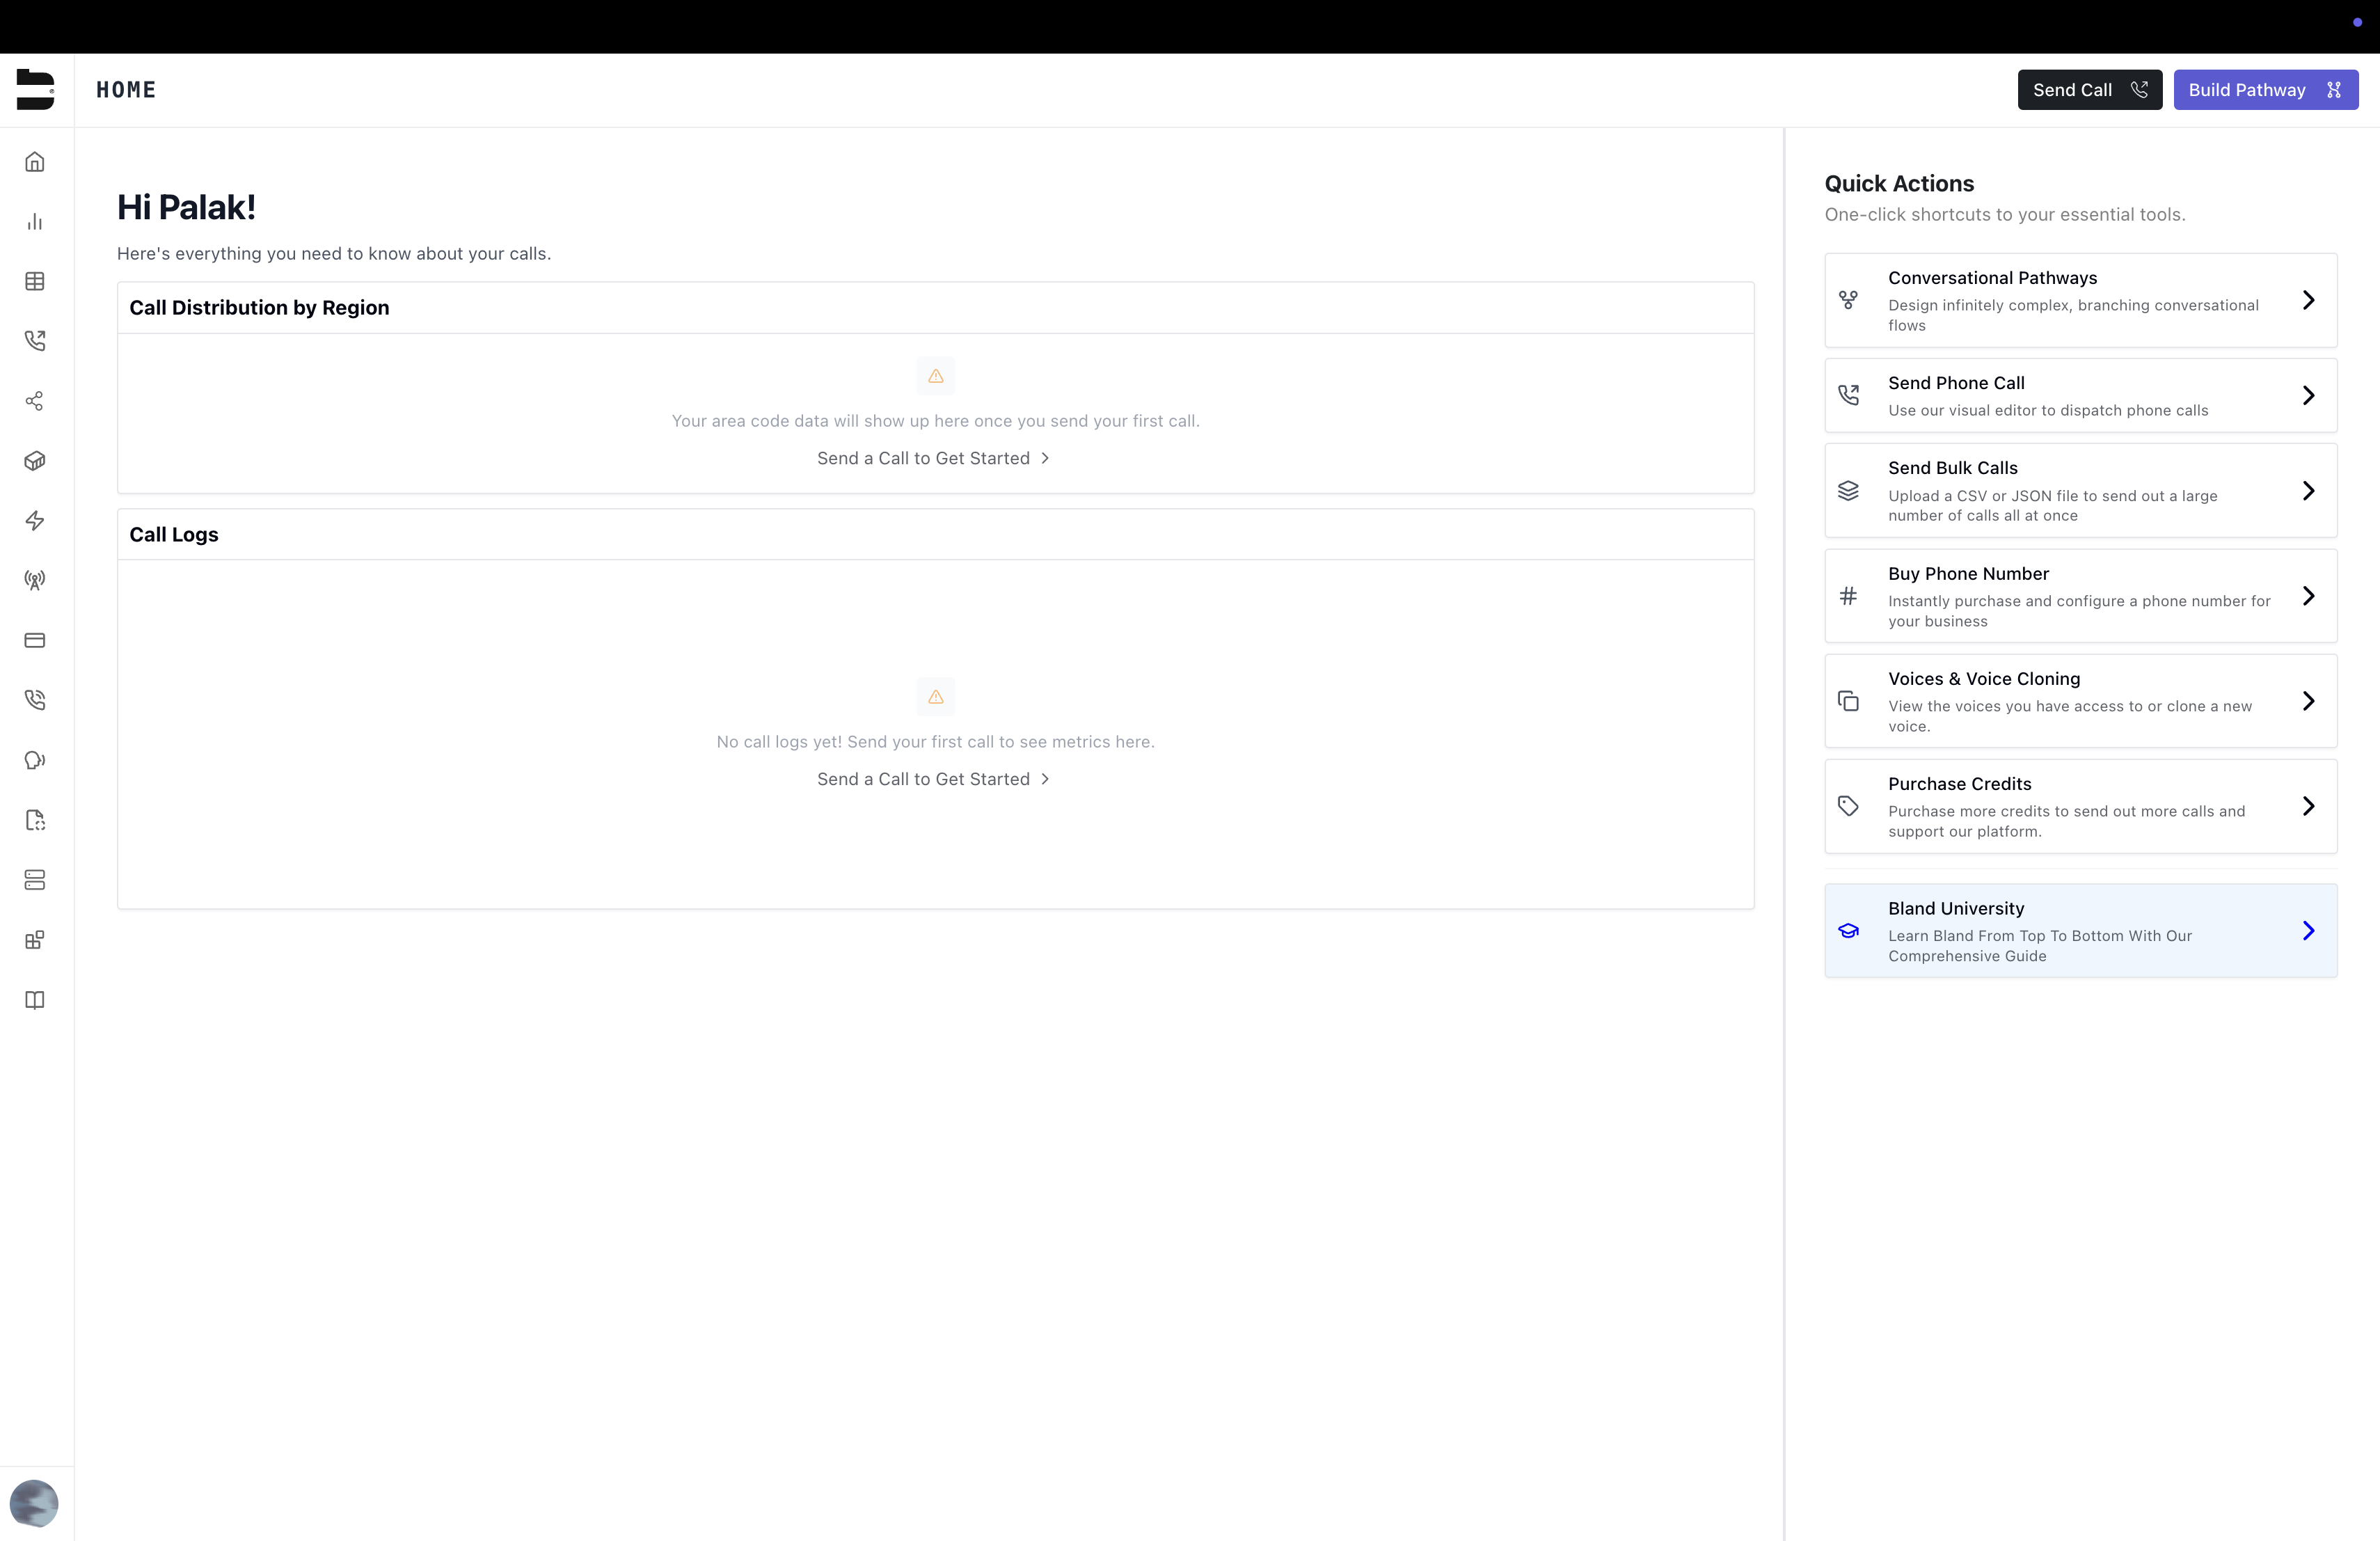 HOME
Send Call
Build Pathway
Hi Palak!
Here's everything you need to know about your calls.
Call Distribution by Region
Your area code data will show up here once you send your first call.
Send a Call to Get Started
Call Logs
No call logs yet! Send your first call to see metrics here.
Send a Call to Get Started
Quick Actions
One-click shortcuts to your essential tools.
Conversational Pathways
Design infinitely complex, branching conversational
flows
Send Phone Call
Use our visual editor to dispatch phone calls
Send Bulk Calls
Upload a CSV or JSON file to send out a large
number of calls all at once
Buy Phone Number
Instantly purchase and configure a phone number for
your business
Voices & Voice Cloning
View the voices you have access to or clone a new
voice.
Purchase Credits
Purchase more credits to send out more calls and
support our platform.
Bland University
Learn Bland From Top To Bottom With Our
Comprehensive Guide